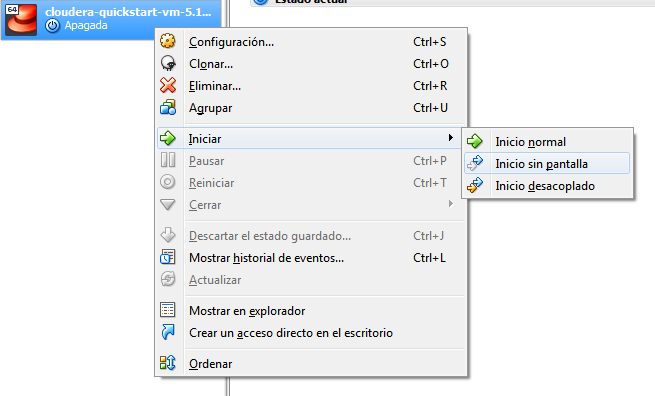 Estado actual
64
cloudera-quickstart-vm-5.1...
Apagada
Configuración... Ctrl+S
Clonar... Ctrl+O
Eliminar... Ctrl+R
Agrupar Ctrl+U
Iniciar
Pausar Ctrl+P
Reiniciar Ctrl+T
Cerrar
Descartar el estado guardado... Ctrl+J
Mostrar historial de eventos... Ctrl+L
Actualizar
Mostrar en explorador
Crear un acceso directo en el escritorio
Ordenar
Inicio normal
Inicio sin pantalla
Inicio desacoplado